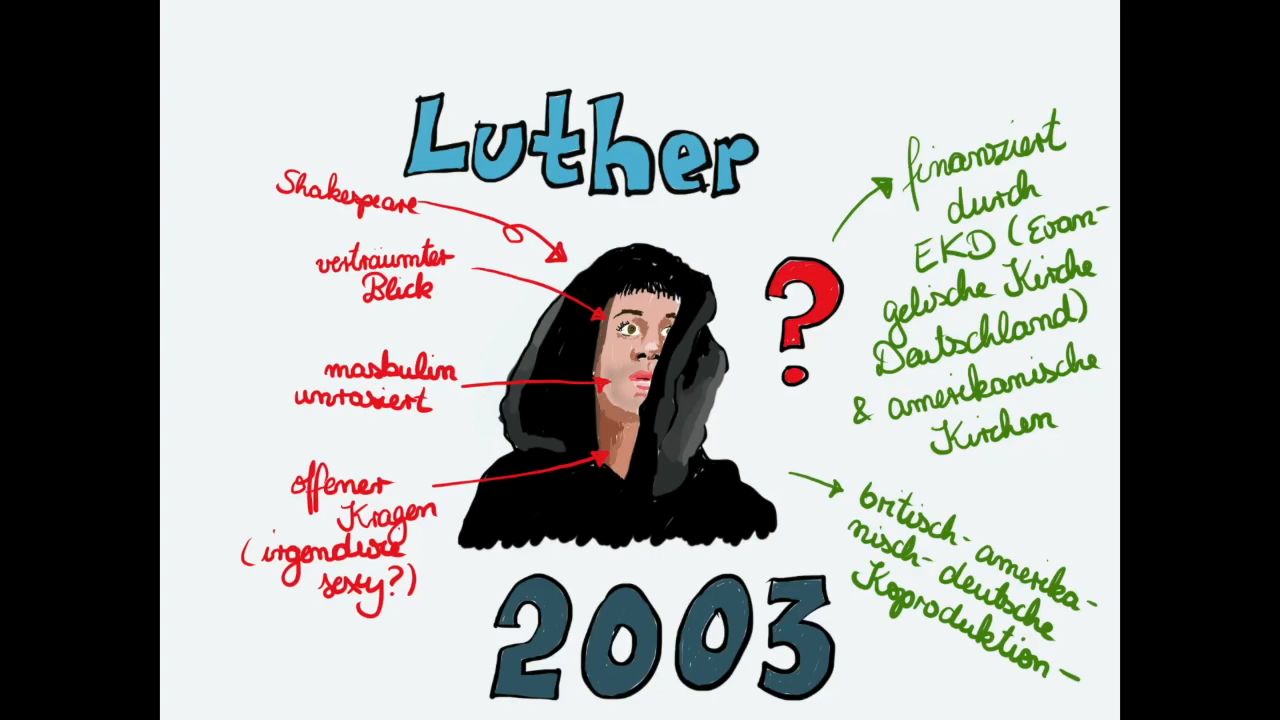 Luther
Shakespeare
verträumter
Blick
maskulin
unrasiert
offener
Kragen
(irgendwie
sexy?)
?
finanziert
durch
EKD (Evan-
gelische Kirche
Deutschland)
& amerikanische
Kirchen
britisch-amerika-
nisch-deutsche
Koproduktion-
2003